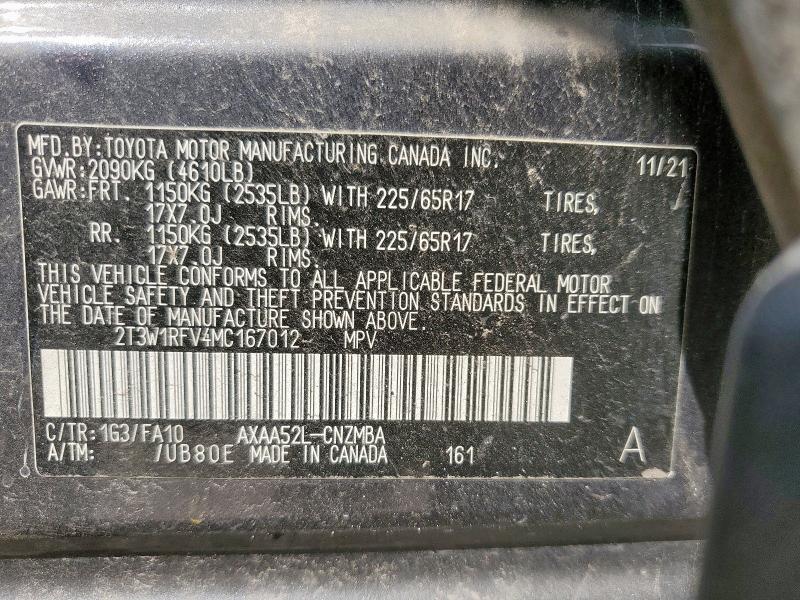 MFD.BY:TOYOTA MOTOR MANUFACTURING CANADA INC. 11/21
GVWR:2090KG (4610LB)
GAWR:FRT. 1150KG (2535LB) WITH 225/65R17 TIRES,
17X7.0J RIMS.
RR. 1150KG (2535LB) WITH 225/65R17 TIRES,
17X7.0J RIMS.
THIS VEHICLE CONFORMS TO ALL APPLICABLE FEDERAL MOTOR
VEHICLE SAFETY AND THEFT PREVENTION STANDARDS IN EFFECT ON
THE DATE OF MANUFACTURE SHOWN ABOVE.
2T3W1RFV4MC167012 MPV
C/TR:1G3/FA10 AXAA52L-CNZMBA
A/TM: /UB80E MADE IN CANADA 161 A